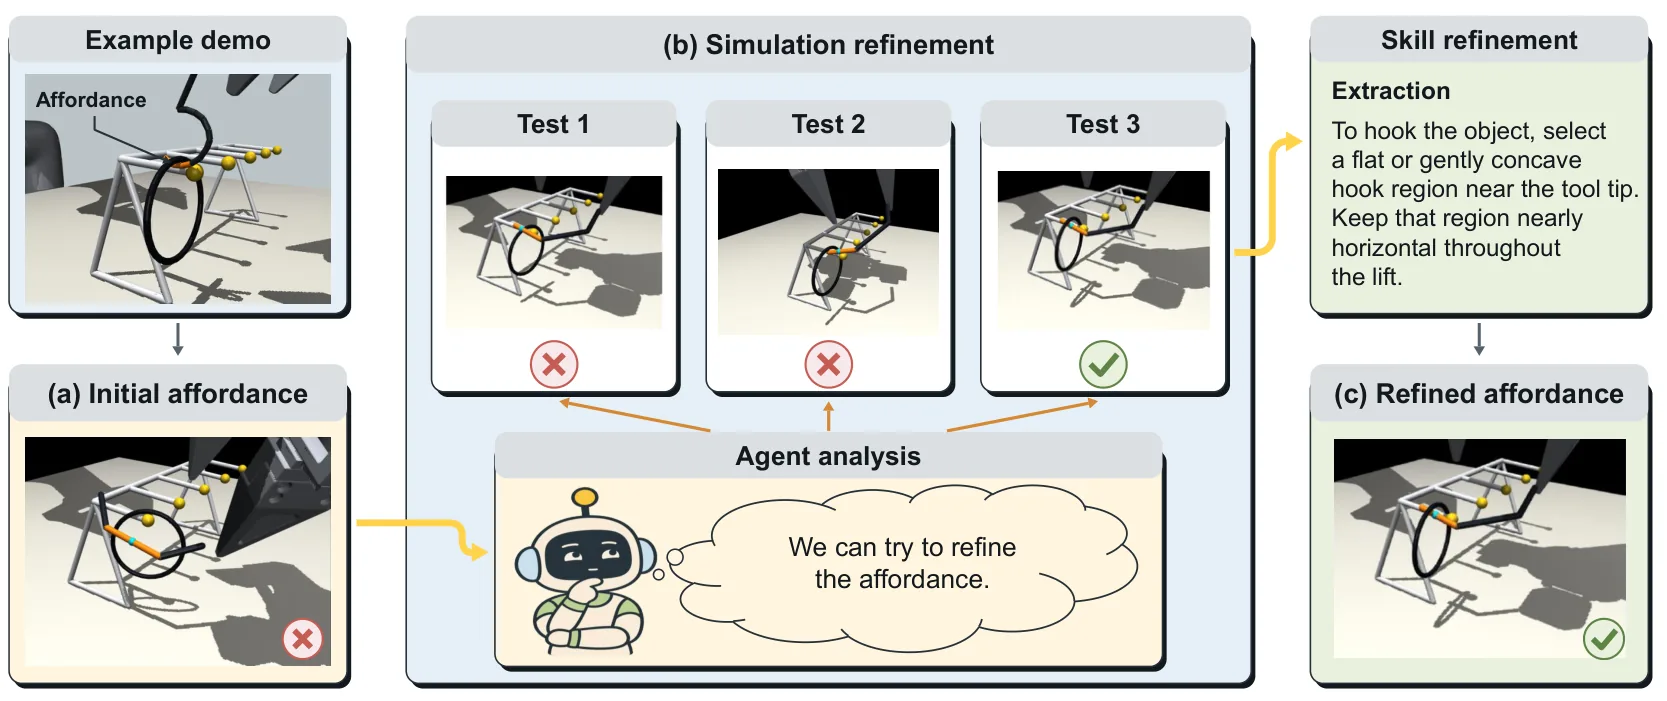 Example demo
Affordance
(a) Initial affordance
(b) Simulation refinement
Test 1
Test 2
Test 3
Agent analysis
We can try to refine
the affordance.
Skill refinement
Extraction
To hook the object, select
a flat or gently concave
hook region near the tool tip.
Keep that region nearly
horizontal throughout
the lift.
(c) Refined affordance